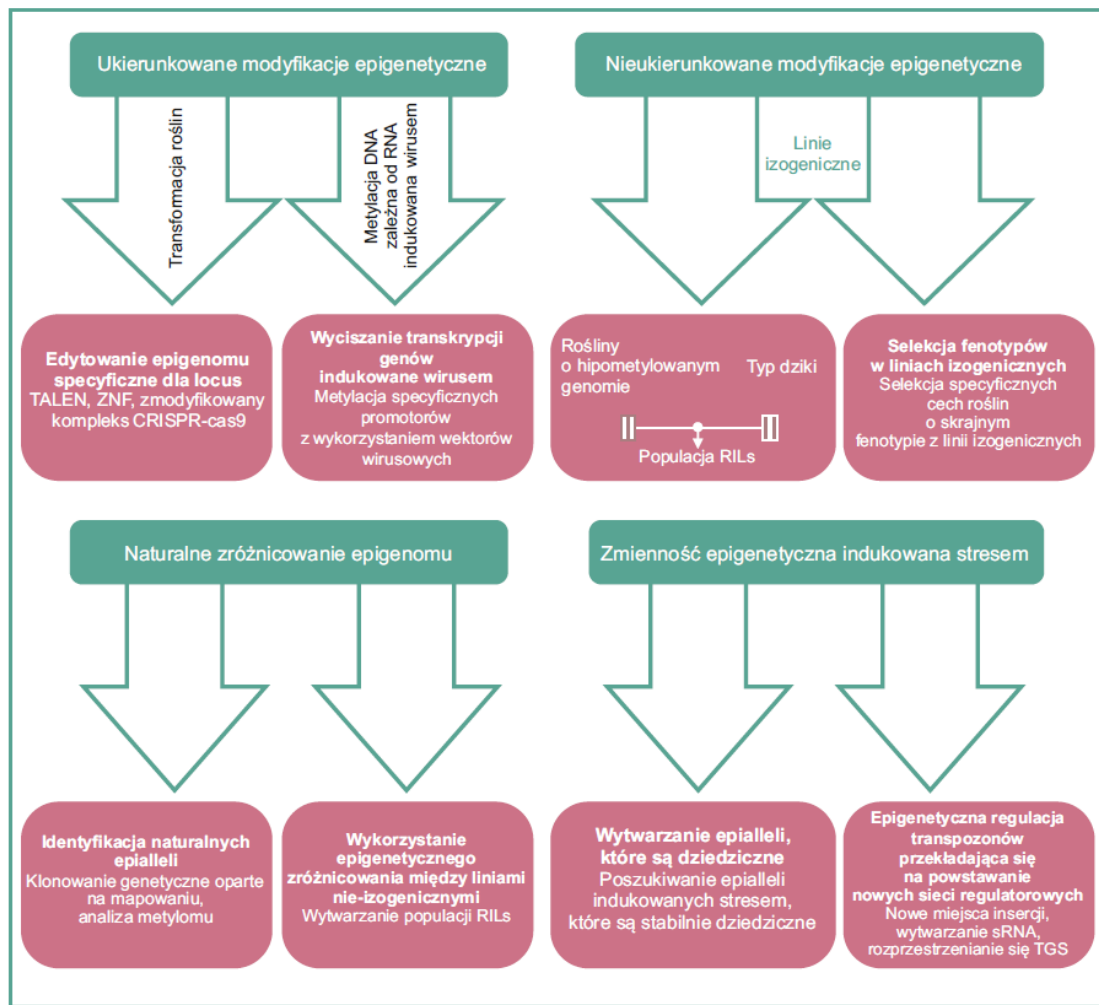 Ukierunkowane modyfikacje epigenetyczne
Transformacja roślin
Metylacja DNA
zależna od RNA
indukowana wirusem
Edytowanie epigenomu
specyficzne dla locus
TALEN, ZNF, zmodyfikowany
kompleks CRISPR-cas9
Wyciszanie transkrypcji
genów
indukowane wirusem
Metylacja specyficznych
promotorów
z wykorzystaniem wektorów
wirusowych
Nieukierunkowane modyfikacje epigenetyczne
Linie
izogeniczne
Rośliny
o hipometylowanym
genomie
Typ dziki
Populacja RILs
Selekcja fenotypów
w liniach izogenicznych
Selekcja specyficznych
cech roślin
o skrajnym
fenotypie z linii izogenicznych
Naturalne zróżnicowanie epigenomu
Identyfikacja naturalnych
epialleli
Klonowanie genetyczne oparte
na mapowaniu,
analiza metylomu
Wykorzystanie
epigenetycznego
zróżnicowania między liniami
nie-izogenicznymi
Wytwarzanie populacji RILs
Zmienność epigenetyczna indukowana stresem
Wytwarzanie epialleli,
które są dziedziczne
Poszukiwanie epialleli
indukowanych stresem,
które są stabilnie dziedziczne
Epigenetyczna regulacja
transpozonów
przekładająca się
na powstawanie
nowych sieci regulatorowych
Nowe miejsca insercji,
wytwarzanie sRNA,
rozprzestrzenianie się TGS